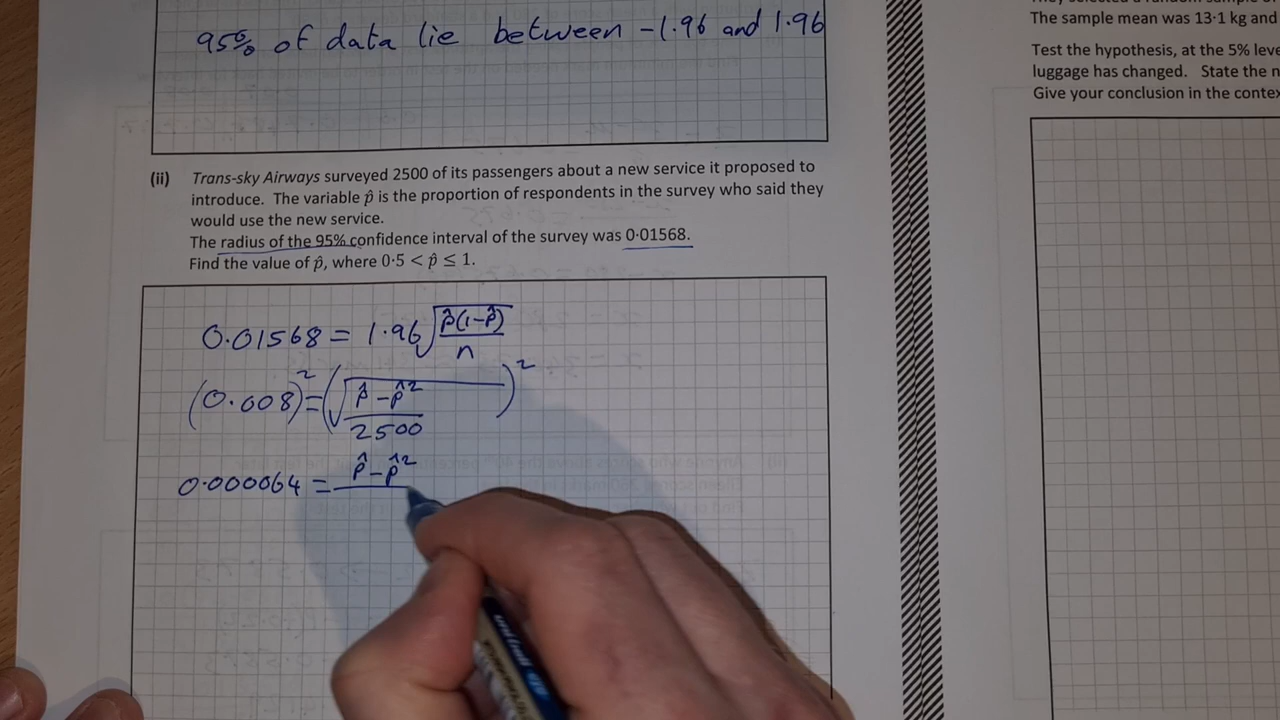 95% of data lie between -1.96 and 1.96
(ii) Trans-sky Airways surveyed 2500 of its passengers about a new service it proposed to
introduce. The variable p̂ is the proportion of respondents in the survey who said they
would use the new service.
The radius of the 95% confidence interval of the survey was 0·01568.
Find the value of p̂, where 0·5 < p̂ ≤ 1.
0.01568 = 1.96 √(p̂(1-p̂)/n)
(0.008)² = (√(p̂-p̂²/2500))²
0.000064 = p̂-p̂²
The sample mean was 13·1 kg and
Test the hypothesis, at the 5% leve
luggage has changed. State the n
Give your conclusion in the contex